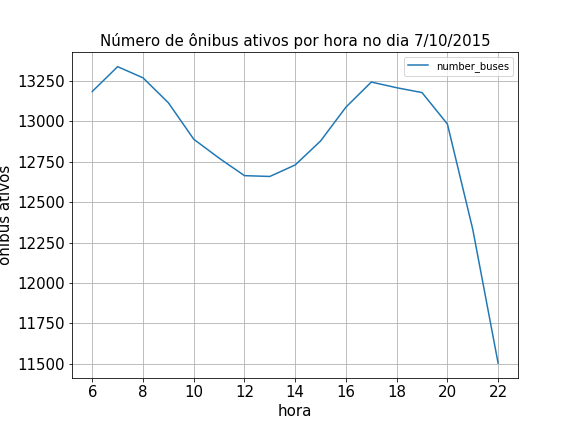 Número de ônibus ativos por hora no dia 7/10/2015
number_buses
ônibus ativos
13250
13000
12750
12500
12250
12000
11750
11500
6 8 10 12 14 16 18 20 22
hora